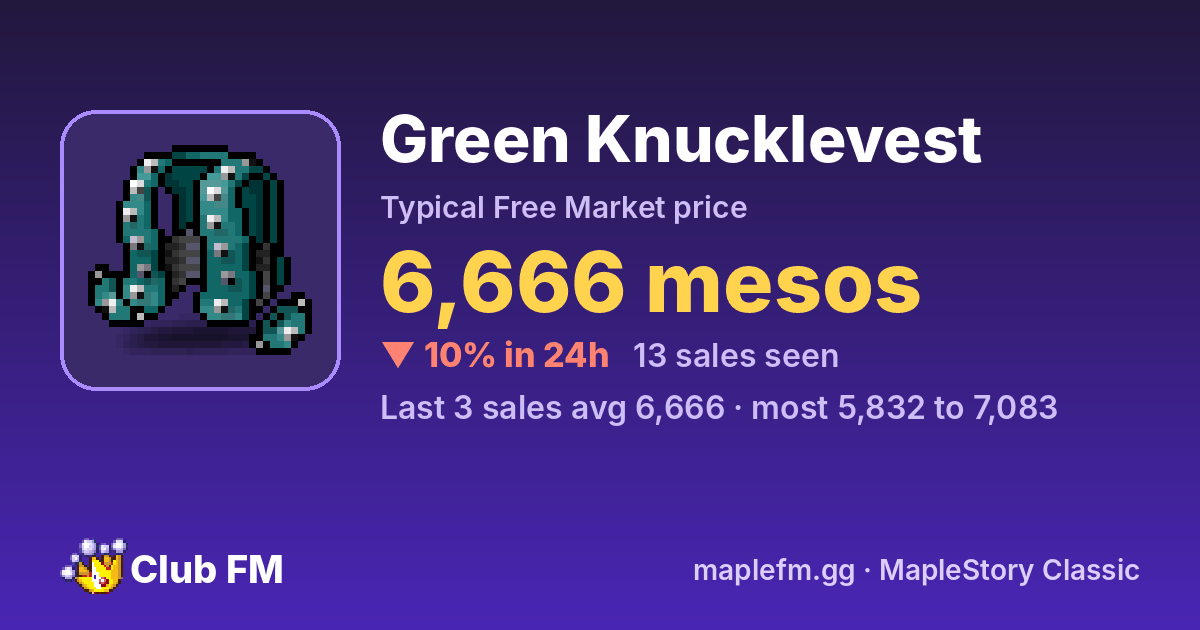 Green Knucklevest
Typical Free Market price
6,666 mesos
▼ 10% in 24h 13 sales seen
Last 3 sales avg 6,666 · most 5,832 to 7,083
Club FM
maplefm.gg · MapleStory Classic